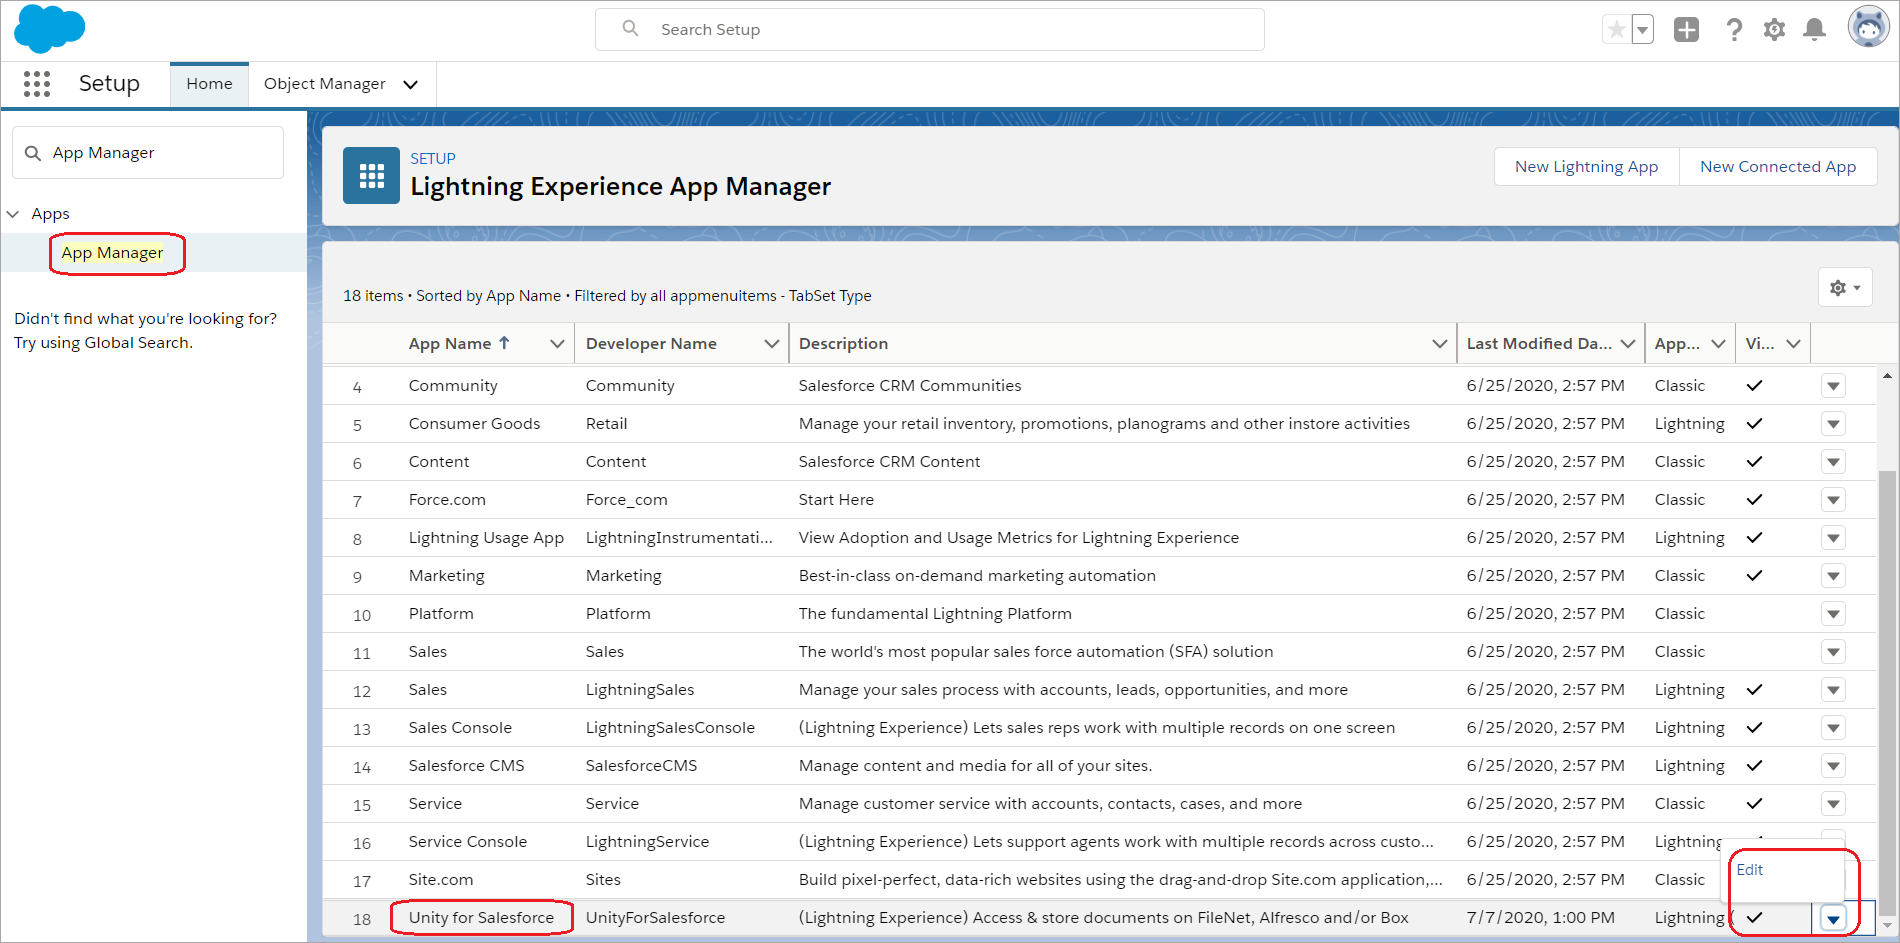 Search Setup
Setup Home Object Manager
App Manager
Apps
App Manager
Didn't find what you're looking for?
Try using Global Search.
SETUP
Lightning Experience App Manager
New Lightning App New Connected App
18 items • Sorted by App Name • Filtered by all appmenuitems - TabSet Type
App Name Developer Name Description Last Modified Da... App... Vi...
4 Community Community Salesforce CRM Communities 6/25/2020, 2:57 PM Classic
5 Consumer Goods Retail Manage your retail inventory, promotions, planograms and other instore activities 6/25/2020, 2:57 PM Lightning
6 Content Content Salesforce CRM Content 6/25/2020, 2:57 PM Classic
7 Force.com Force_com Start Here 6/25/2020, 2:57 PM Classic
8 Lightning Usage App LightningInstrumentati... View Adoption and Usage Metrics for Lightning Experience 6/25/2020, 2:57 PM Lightning
9 Marketing Marketing Best-in-class on-demand marketing automation 6/25/2020, 2:57 PM Classic
10 Platform Platform The fundamental Lightning Platform 6/25/2020, 2:57 PM Classic
11 Sales Sales The world's most popular sales force automation (SFA) solution 6/25/2020, 2:57 PM Classic
12 Sales LightningSales Manage your sales process with accounts, leads, opportunities, and more 6/25/2020, 2:57 PM Lightning
13 Sales Console LightningSalesConsole (Lightning Experience) Lets sales reps work with multiple records on one screen 6/25/2020, 2:57 PM Lightning
14 Salesforce CMS SalesforceCMS Manage content and media for all of your sites. 6/25/2020, 2:57 PM Lightning
15 Service Service Manage customer service with accounts, contacts, cases, and more 6/25/2020, 2:57 PM Classic
16 Service Console LightningService (Lightning Experience) Lets support agents work with multiple records across custo... 6/25/2020, 2:57 PM Lightning
17 Site.com Sites Build pixel-perfect, data-rich websites using the drag-and-drop Site.com application,... 6/25/2020, 2:57 PM Classic
Edit
18 Unity for Salesforce UnityForSalesforce (Lightning Experience) Access & store documents on FileNet, Alfresco and/or Box 7/7/2020, 1:00 PM Lightning (